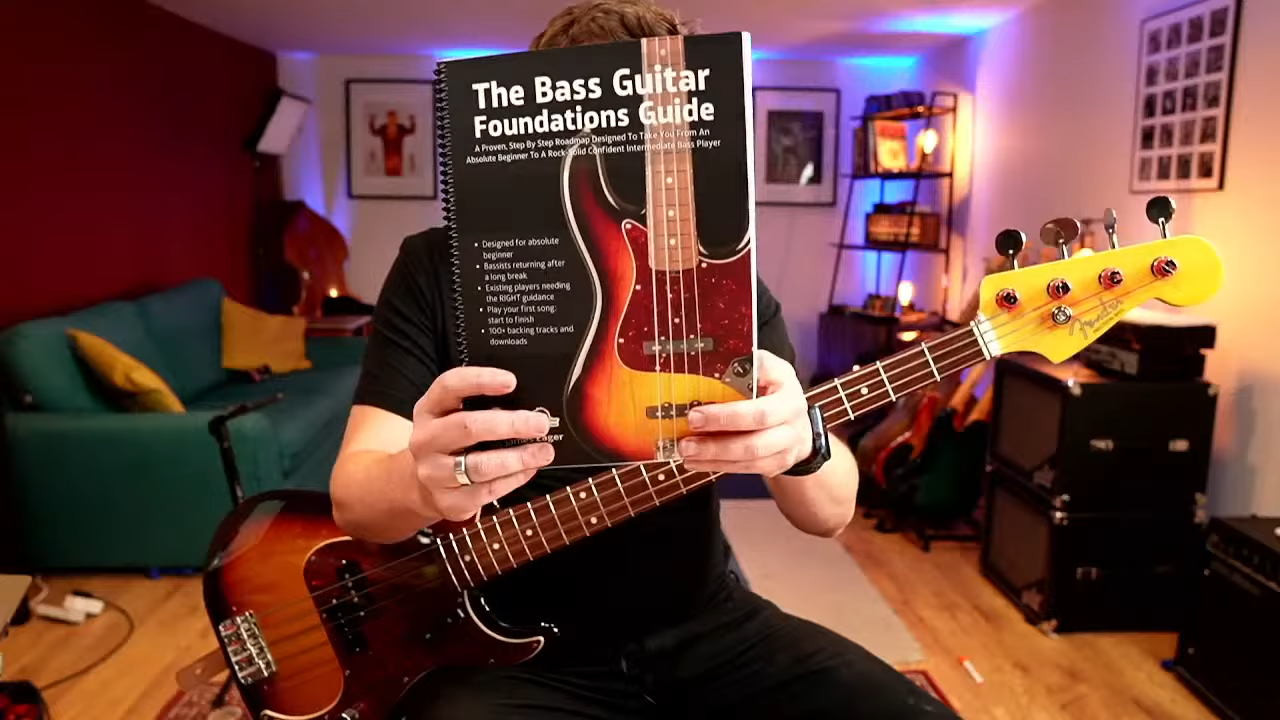 The Bass Guitar
Foundations Guide
A Proven, Step By Step Roadmap Designed To Take You From An
Absolute Beginner To A Rock-Solid Confident Intermediate Bass Player
• Designed for absolute
beginner
• Bassists returning after
a long break
• Existing players needing
the RIGHT guidance
• Play your first song:
start to finish
• 100+ backing tracks and
downloads
Eager
Fender